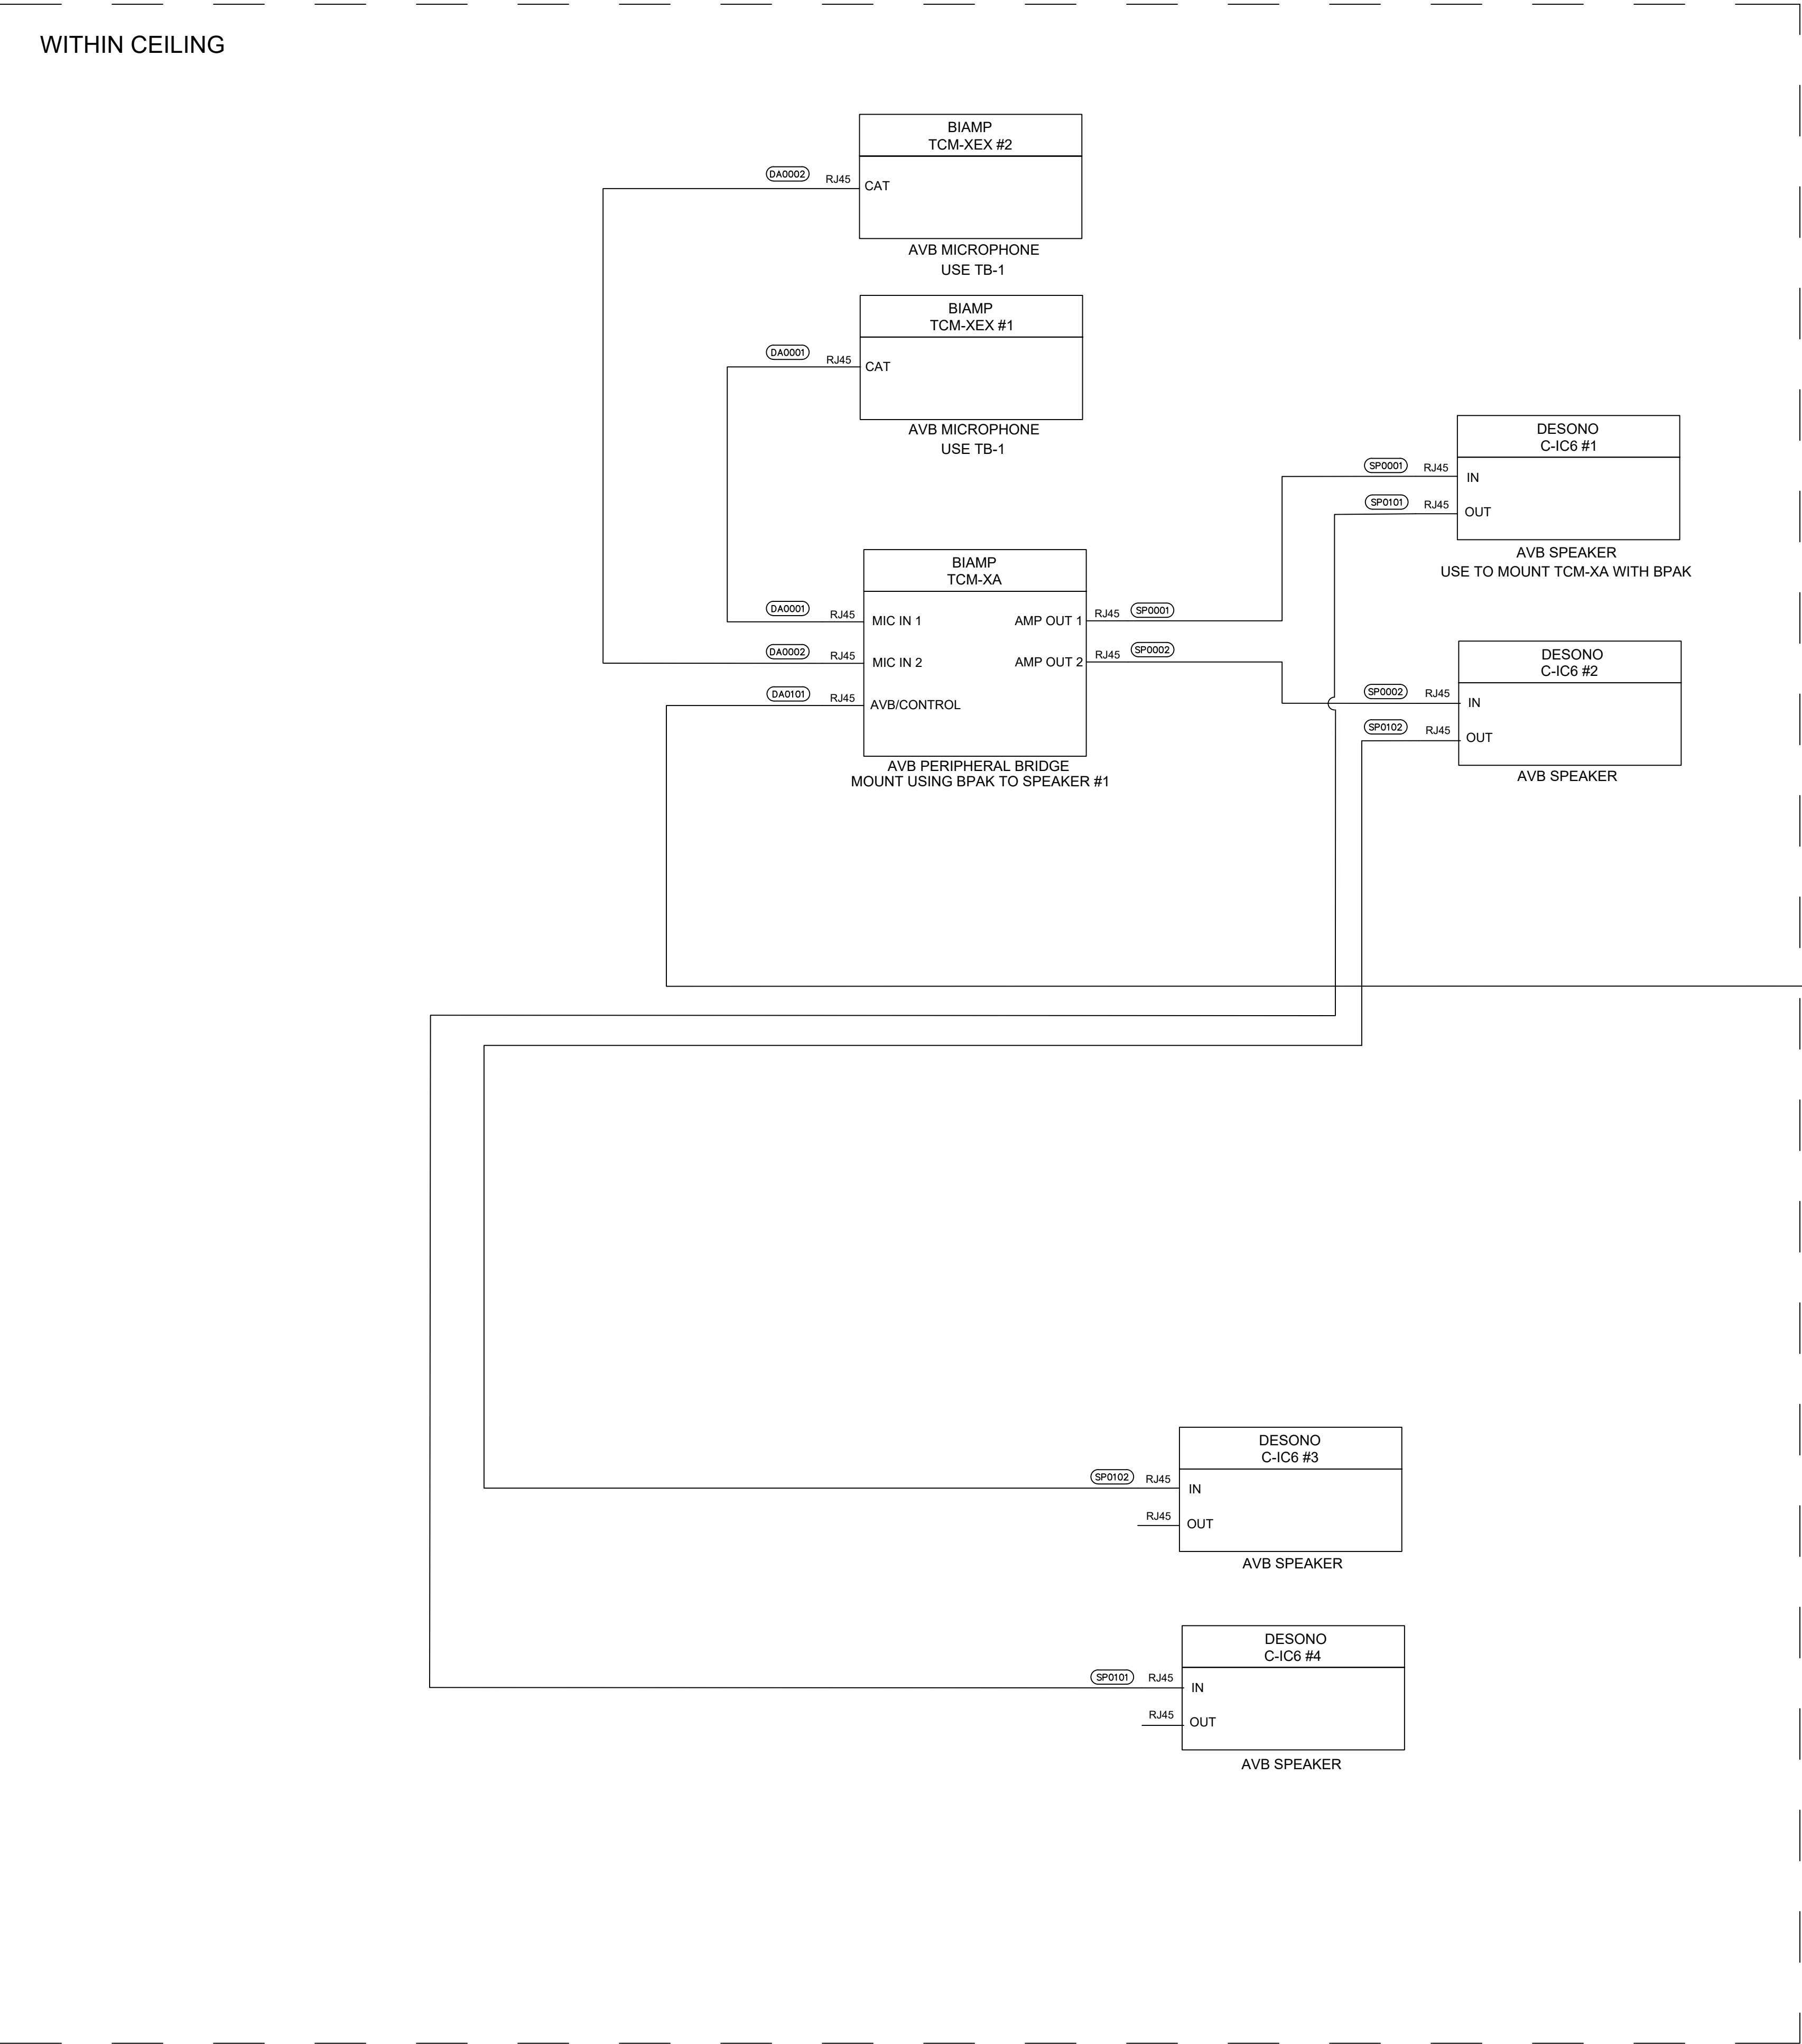 WITHIN CEILING
BIAMP
TCM-XEX #2
DA0002
RJ45
CAT
AVB MICROPHONE
USE TB-1
BIAMP
TCM-XEX #1
DA0001
RJ45
CAT
AVB MICROPHONE
USE TB-1
DESONO
C-IC6 #1
SP0001
RJ45
IN
SP0101
RJ45
OUT
AVB SPEAKER
USE TO MOUNT TCM-XA WITH BPAK
BIAMP
TCM-XA
DA0001
RJ45
MIC IN 1
AMP OUT 1
RJ45
SP0001
DA0002
RJ45
MIC IN 2
AMP OUT 2
RJ45
SP0002
DA0101
RJ45
AVB/CONTROL
AVB PERIPHERAL BRIDGE
MOUNT USING BPAK TO SPEAKER #1
DESONO
C-IC6 #2
SP0002
RJ45
IN
SP0102
RJ45
OUT
AVB SPEAKER
DESONO
C-IC6 #3
SP0102
RJ45
IN
RJ45
OUT
AVB SPEAKER
DESONO
C-IC6 #4
SP0101
RJ45
IN
RJ45
OUT
AVB SPEAKER